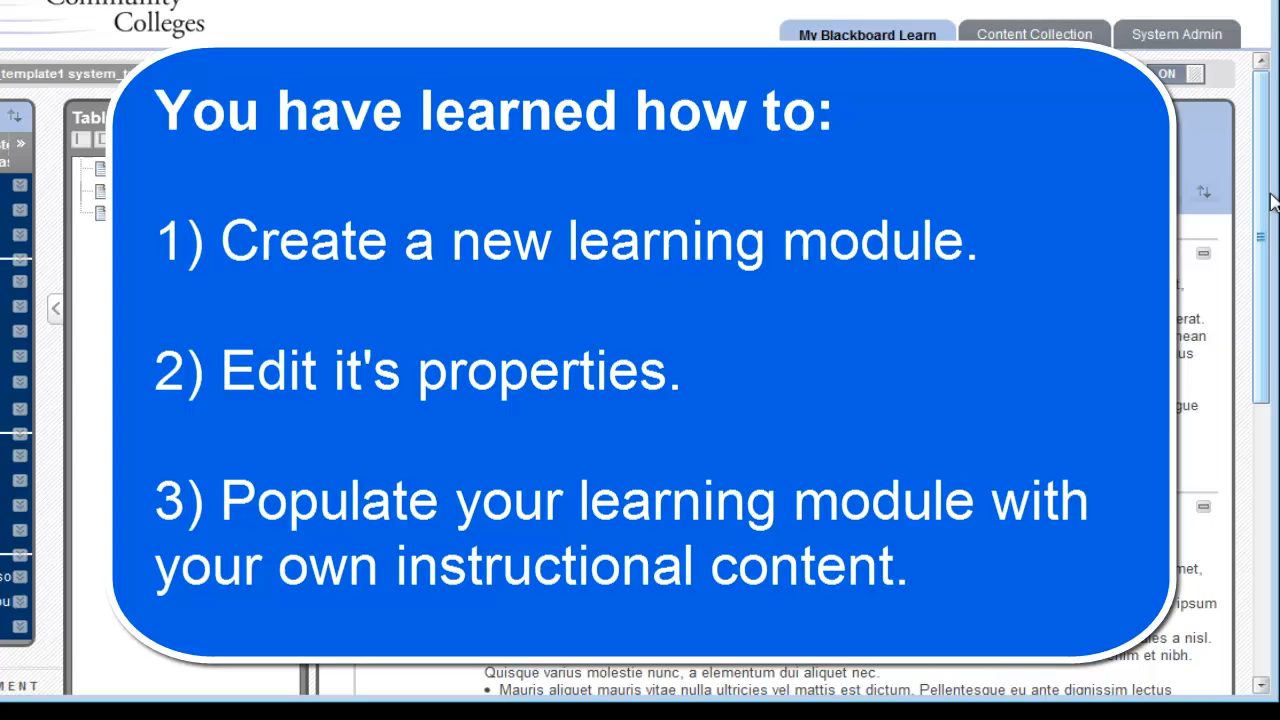 Community
Colleges
My Blackboard Learn
Content Collection
System Admin
_template1 system_t
ON
Tabl
You have learned how to:
1) Create a new learning module.
2) Edit it's properties.
3) Populate your learning module with
your own instructional content.
erat.
nean
us
gue
met,
ipsum
es a nisl.
nim et nibh.
Quisque varius molestie nunc, a elementum dui aliquet nec.
• Mauris aliquet mauris vitae nulla ultricies vel mattis est dictum. Pellentesque eu ante dignissim lectus
MENT